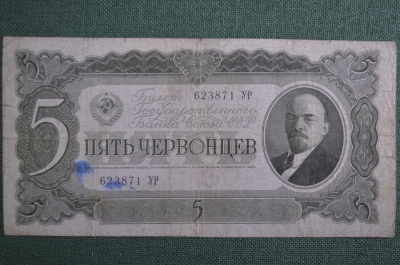 5
Билет 623871 УР
Государственного
Банка Союза ССР
ПЯТЬ ЧЕРВОНЦЕВ
623871 УР
5